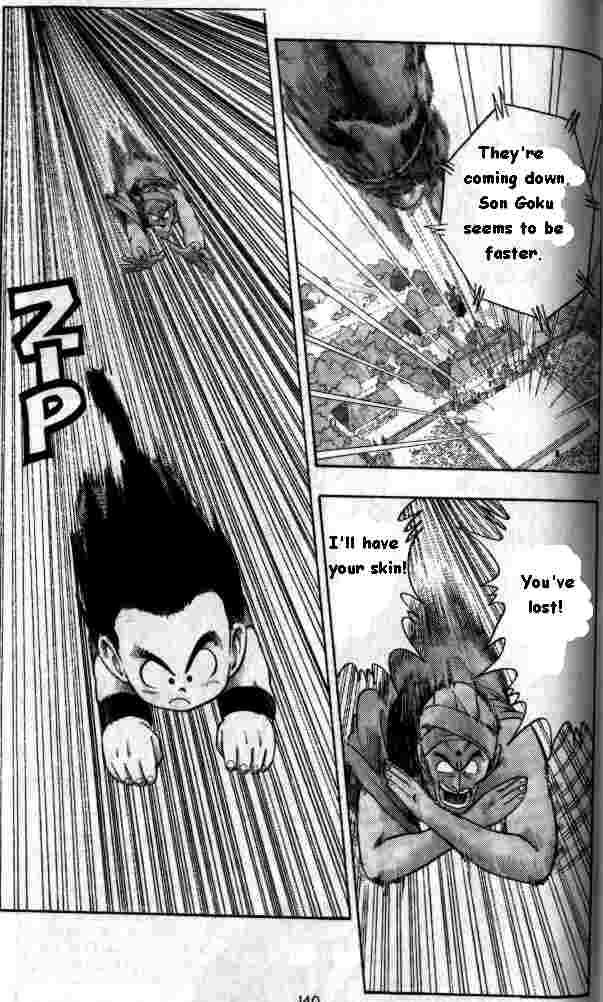 They're
coming down.
Son Goku
seems to be
faster.
You've
lost!
I'll have
your skin!
ZIP
140